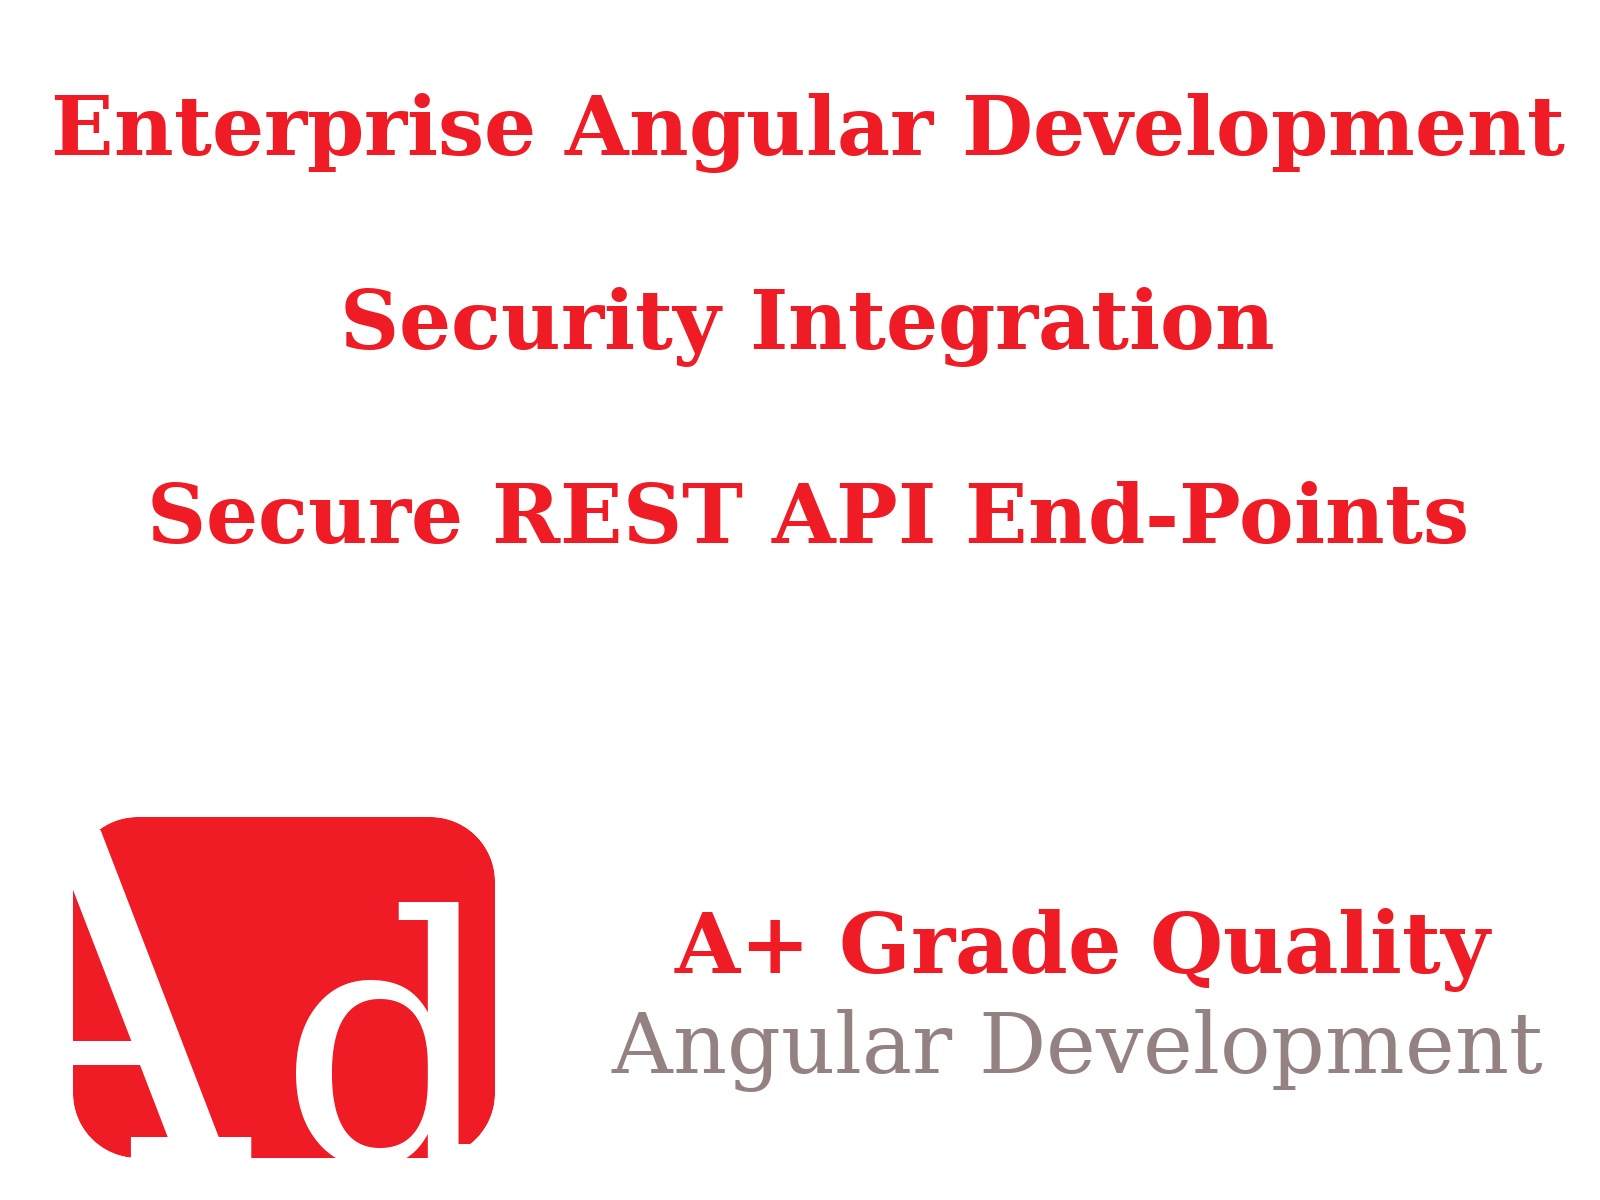 Enterprise Angular Development
Security Integration
Secure REST API End-Points
Ad
A+ Grade Quality
Angular Development